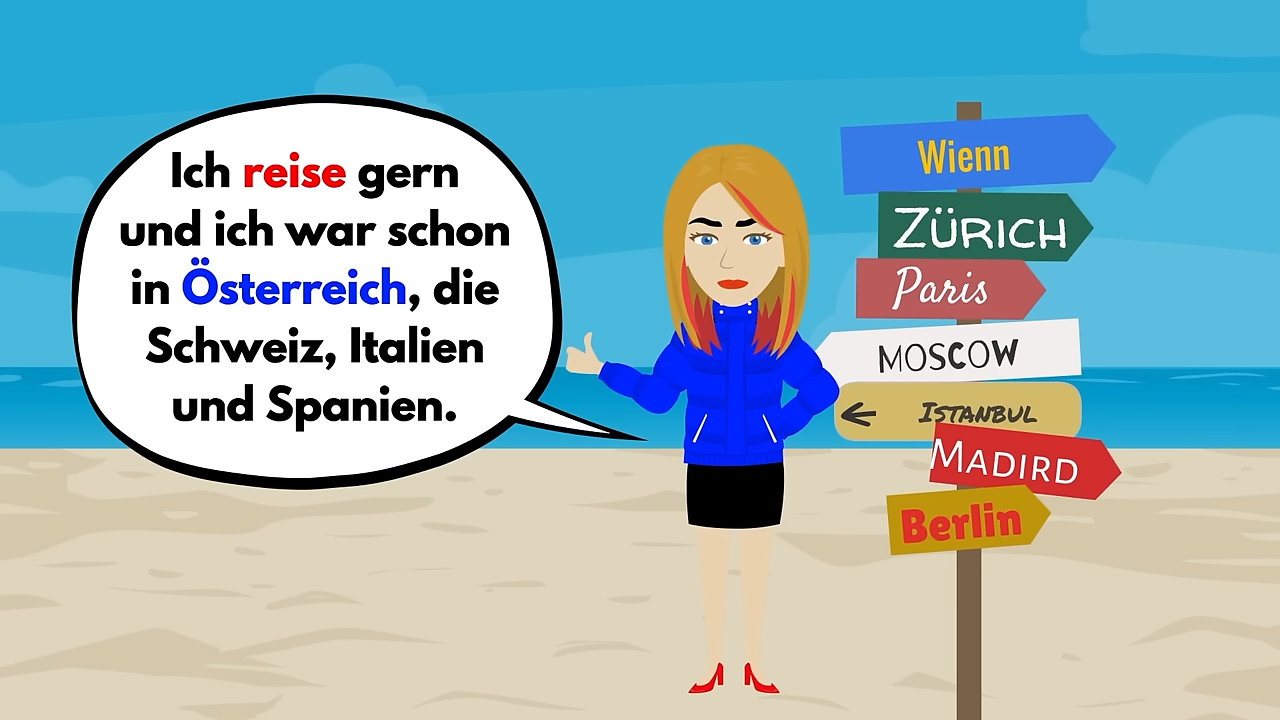 Ich reise gern
und ich war schon
in Österreich, die
Schweiz, Italien
und Spanien.
Wienn
ZÜRICH
Paris
MOSCOW
ISTANBUL
MADIRD
Berlin